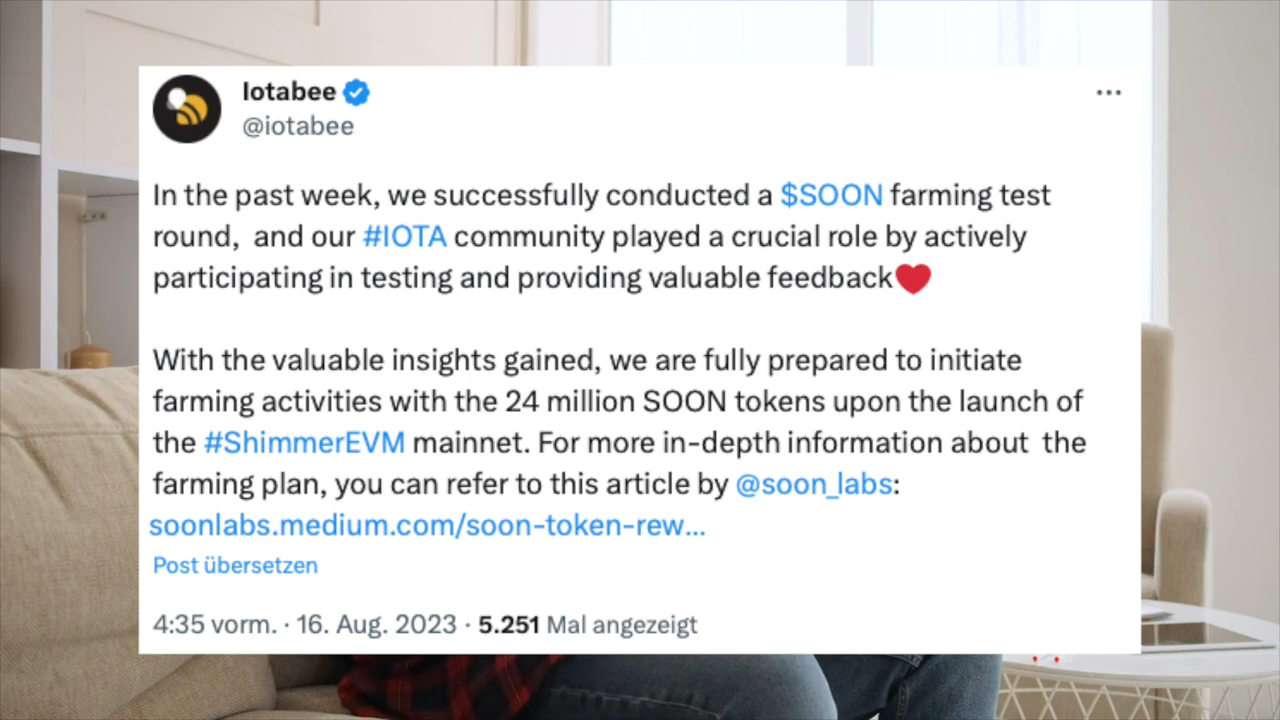 Iotabee
@iotabee
In the past week, we successfully conducted a $SOON farming test
round,  and our #IOTA community played a crucial role by actively
participating in testing and providing valuable feedback❤️
With the valuable insights gained, we are fully prepared to initiate
farming activities with the 24 million SOON tokens upon the launch of
the #ShimmerEVM mainnet. For more in-depth information about  the
farming plan, you can refer to this article by @soon_labs:
soonlabs.medium.com/soon-token-rew...
Post übersetzen
4:35 vorm. · 16. Aug. 2023 · 5.251 Mal angezeigt